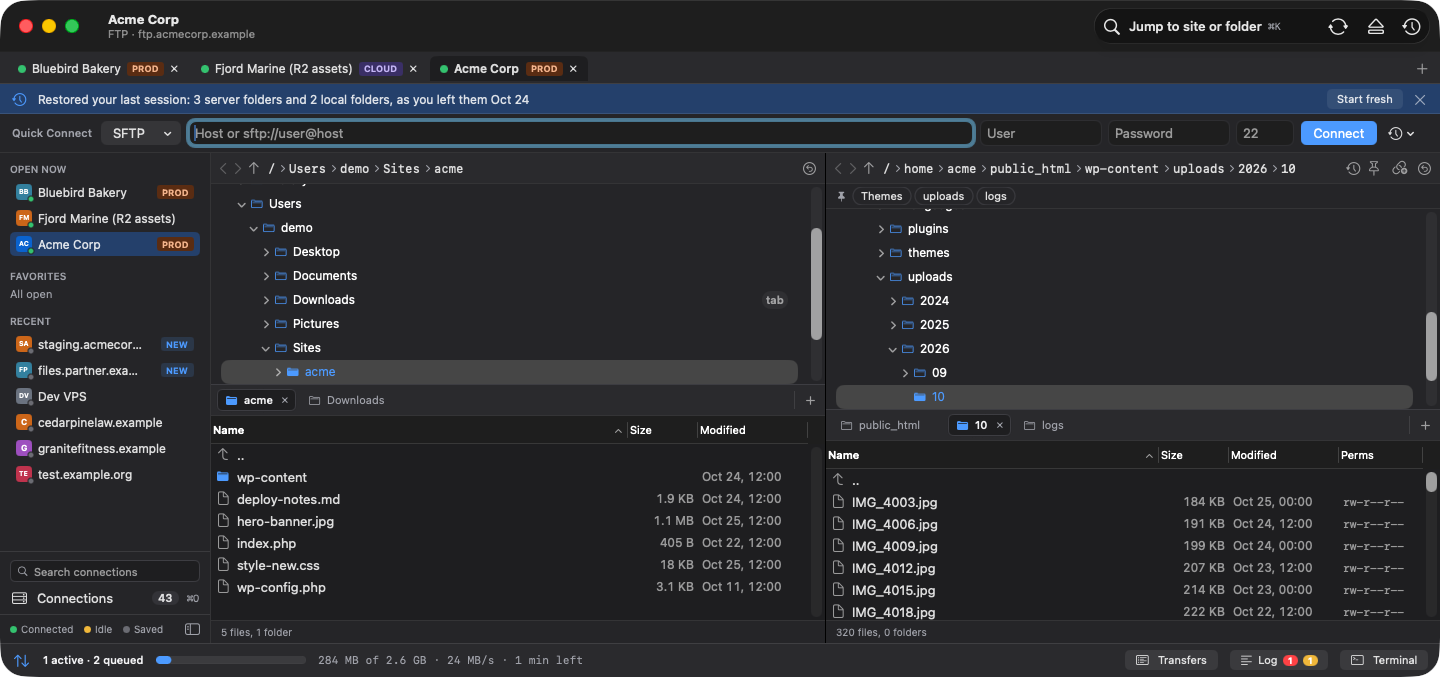 Acme Corp
FTP · ftp.acmecorp.example
Jump to site or folder ⌘K
Bluebird Bakery PROD ×
Fjord Marine (R2 assets) CLOUD ×
Acme Corp PROD ×
Restored your last session: 3 server folders and 2 local folders, as you left them Oct 24
Start fresh
Quick Connect
SFTP
Host or sftp://user@host
User
Password
22
Connect
OPEN NOW
BB Bluebird Bakery PROD
FM Fjord Marine (R2 assets)
AC Acme Corp PROD
FAVORITES
All open
RECENT
SA staging.acmecor... NEW
FP files.partner.exa... NEW
DV Dev VPS
C cedarpinelaw.example
G granitefitness.example
TE test.example.org
Search connections
Connections 43 ⌘0
Connected Idle Saved
/ Users demo Sites acme
Users
demo
Desktop
Documents
Downloads
tab
Pictures
Sites
acme
acme ×
Downloads
Name Size Modified
..
wp-content Oct 24, 12:00
deploy-notes.md 1.9 KB Oct 24, 12:00
hero-banner.jpg 1.1 MB Oct 25, 12:00
index.php 405 B Oct 22, 12:00
style-new.css 18 KB Oct 25, 12:00
wp-config.php 3.1 KB Oct 11, 12:00
5 files, 1 folder
/ home acme public_html wp-content uploads 2026 10
Themes uploads logs
plugins
themes
uploads
2024
2025
2026
09
10
public_html
10 ×
logs
Name Size Modified Perms
..
IMG_4003.jpg 184 KB Oct 25, 00:00 rw-r--r--
IMG_4006.jpg 191 KB Oct 24, 12:00 rw-r--r--
IMG_4009.jpg 199 KB Oct 24, 00:00 rw-r--r--
IMG_4012.jpg 207 KB Oct 23, 12:00 rw-r--r--
IMG_4015.jpg 214 KB Oct 23, 00:00 rw-r--r--
IMG_4018.jpg 222 KB Oct 22, 12:00 rw-r--r--
320 files, 0 folders
1 active · 2 queued
284 MB of 2.6 GB · 24 MB/s · 1 min left
Transfers
Log 1 1
Terminal